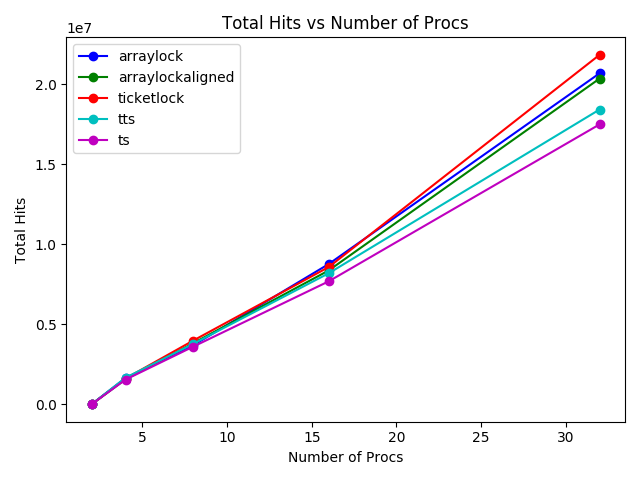 Total Hits vs Number of Procs
1e7
arraylock
arraylockaligned
ticketlock
tts
ts
2.0
1.5
1.0
0.5
0.0
Total Hits
5 10 15 20 25 30
Number of Procs